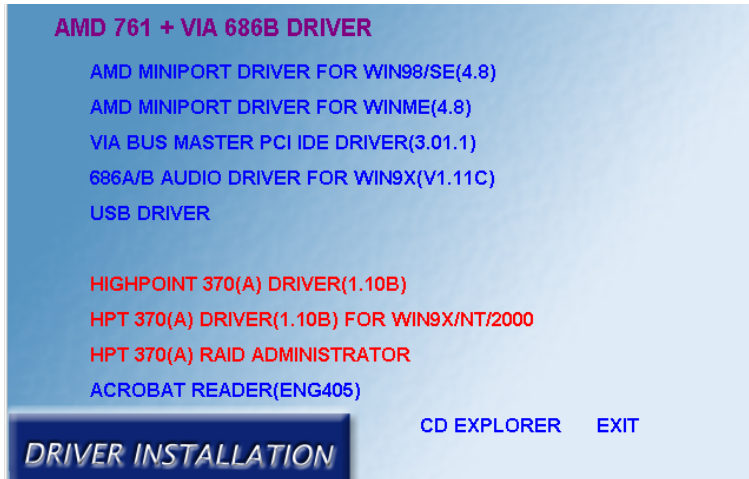 AMD 761 + VIA 686B DRIVER
AMD MINIPORT DRIVER FOR WIN98/SE(4.8)
AMD MINIPORT DRIVER FOR WINME(4.8)
VIA BUS MASTER PCI IDE DRIVER(3.01.1)
686A/B AUDIO DRIVER FOR WIN9X(V1.11C)
USB DRIVER
HIGHPOINT 370(A) DRIVER(1.10B)
HPT 370(A) DRIVER(1.10B) FOR WIN9X/NT/2000
HPT 370(A) RAID ADMINISTRATOR
ACROBAT READER(ENG405)
CD EXPLORER EXIT
DRIVER INSTALLATION